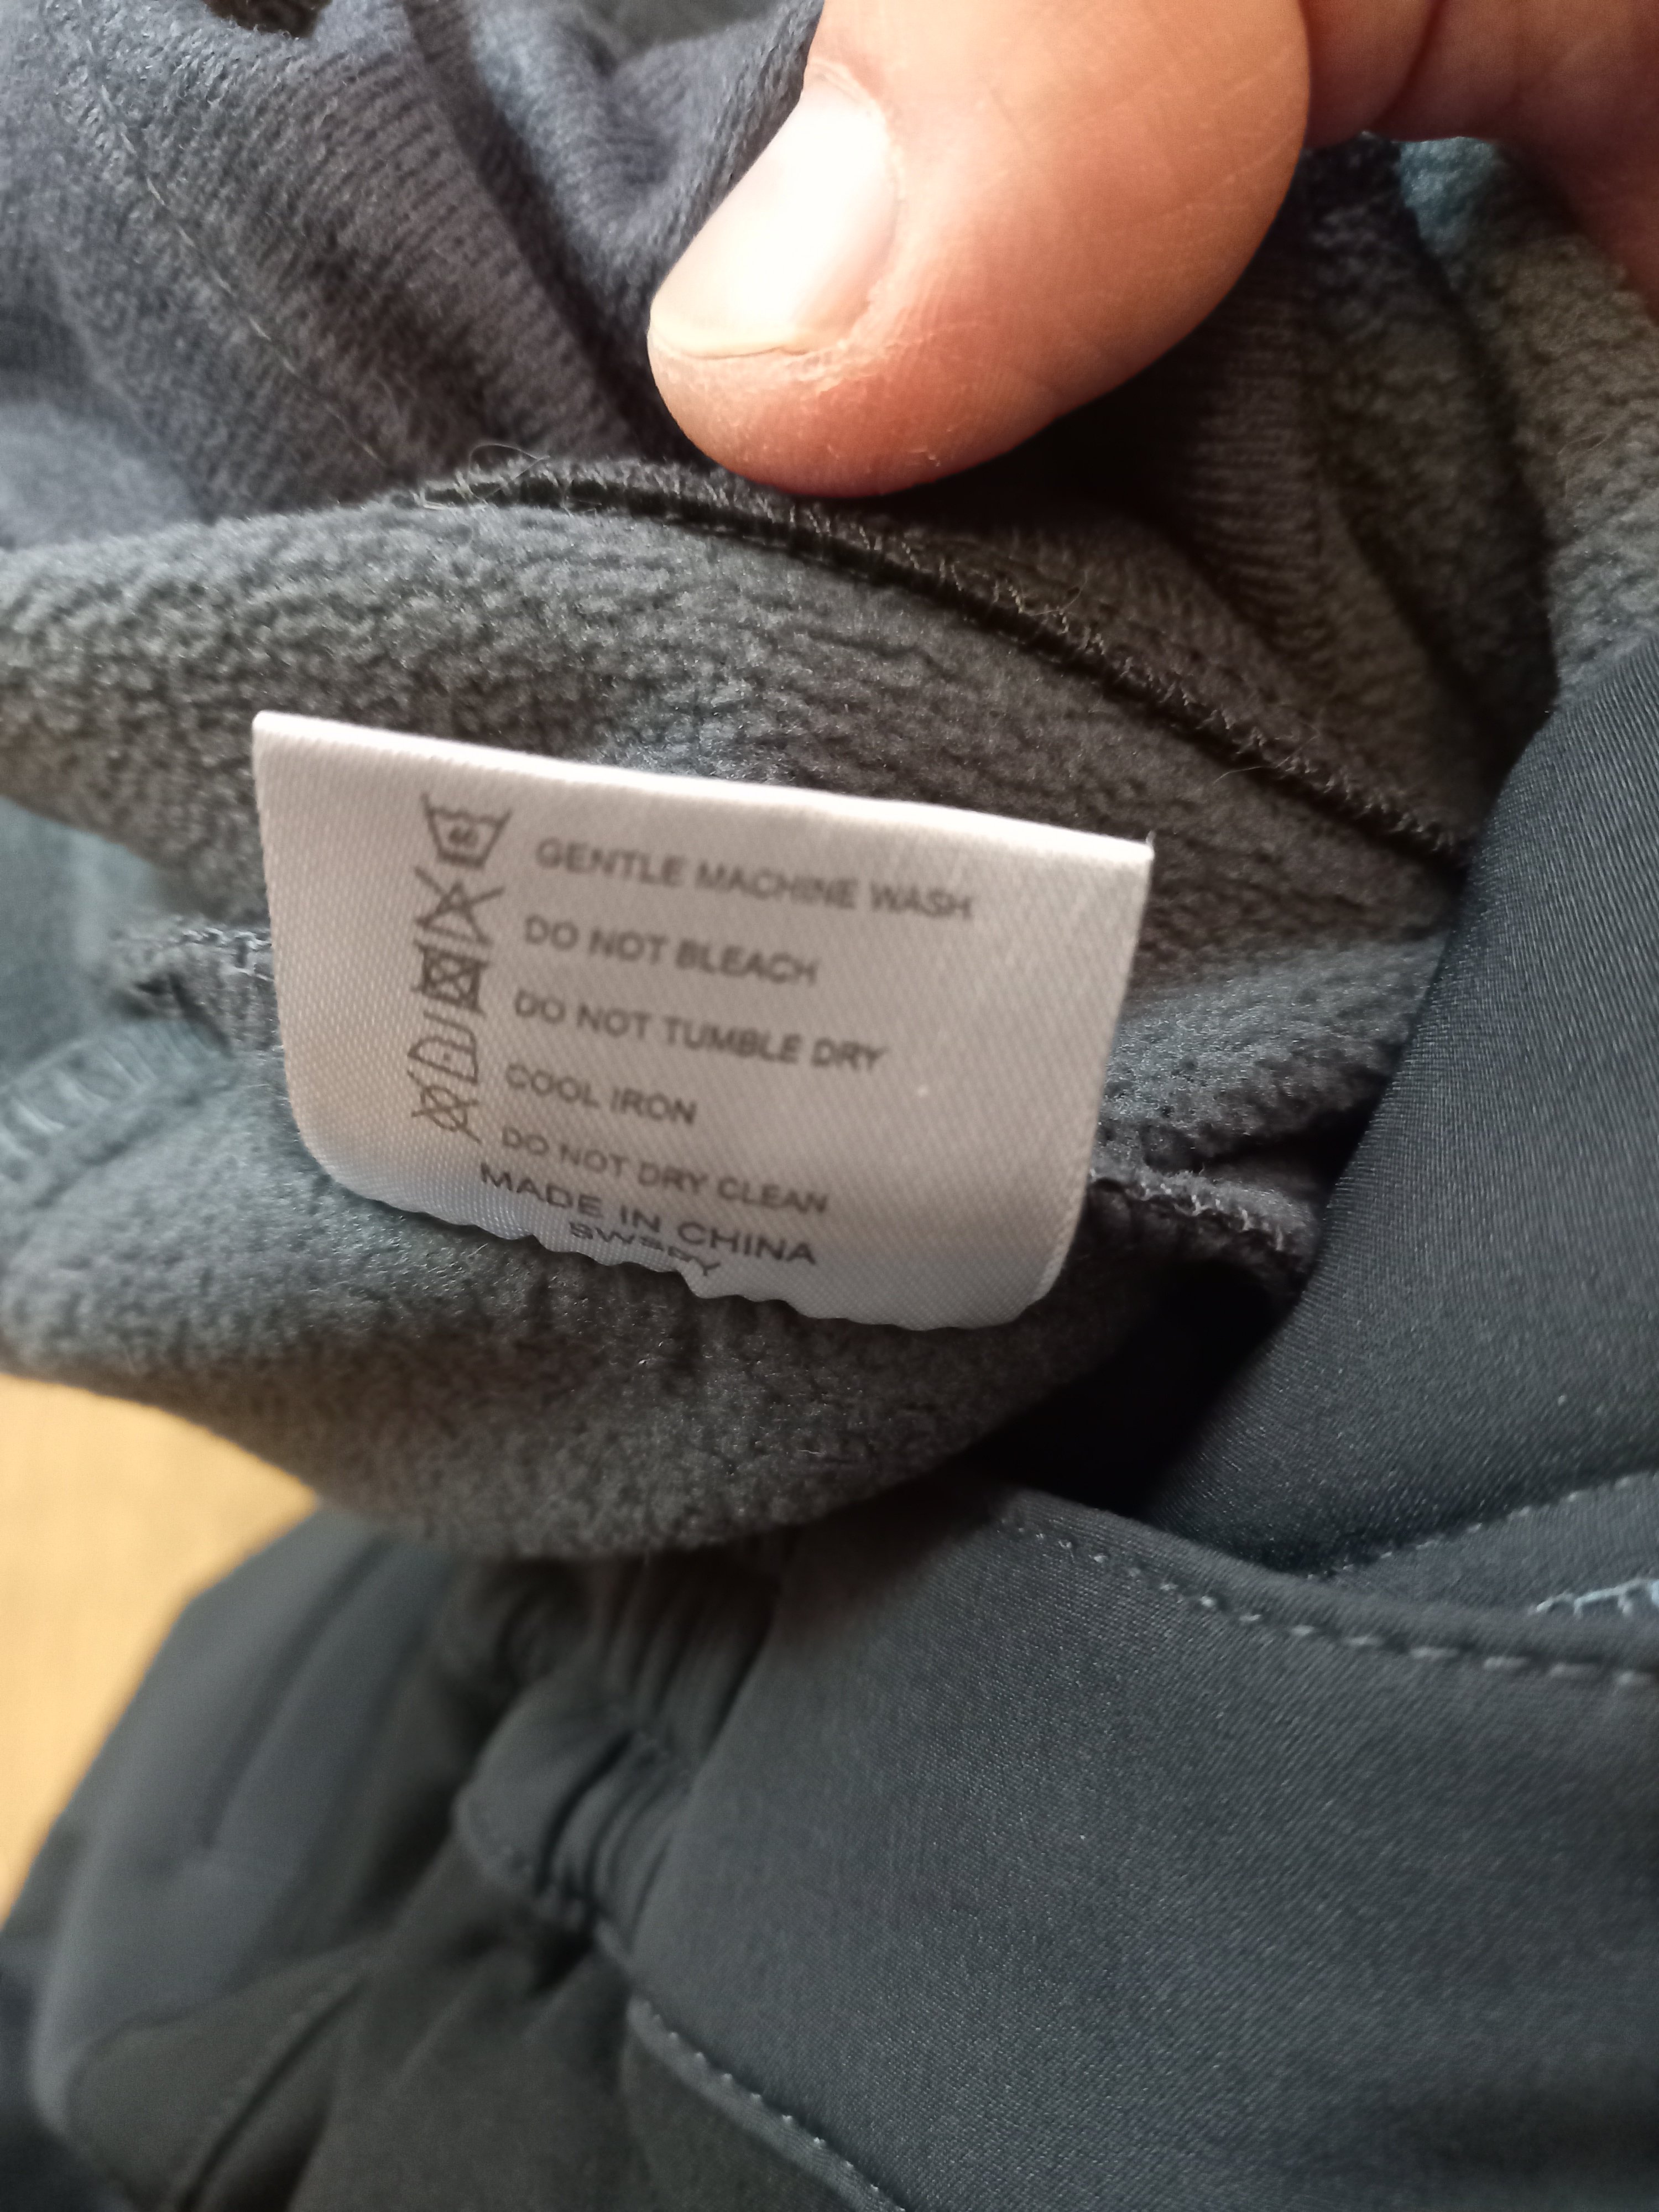 GENTLE MACHINE WASH
DO NOT BLEACH
DO NOT TUMBLE DRY
COOL IRON
DO NOT DRY CLEAN
MADE IN CHINA